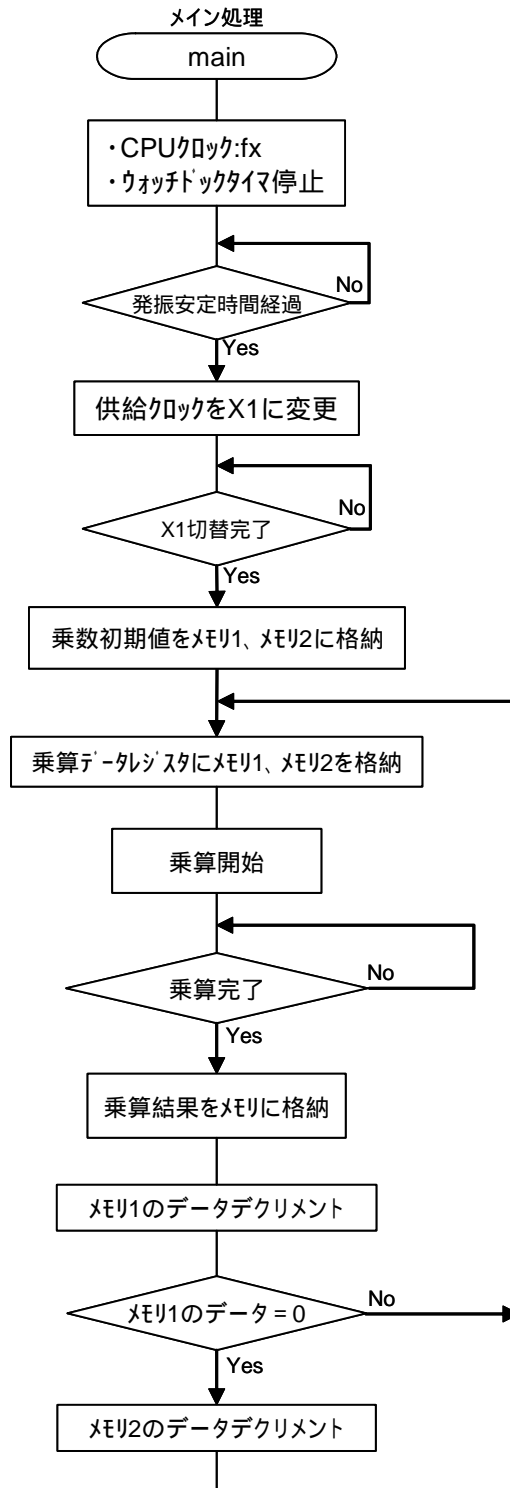 メイン処理
main
・CPUｸﾛｯｸ:fx
・ｳｫｯﾁﾄﾞｯｸﾀｲﾏ停止
No
発振安定時間経過
Yes
供給ｸﾛｯｸをX1に変更
No
X1切替完了
Yes
乗数初期値をﾒﾓﾘ1、ﾒﾓﾘ2に格納
乗算ﾃﾞｰﾀﾚｼﾞｽﾀにﾒﾓﾘ1、ﾒﾓﾘ2を格納
乗算開始
No
乗算完了
Yes
乗算結果をﾒﾓﾘに格納
ﾒﾓﾘ1のデータデクリメント
No
ﾒﾓﾘ1のデータ = 0
Yes
ﾒﾓﾘ2のデータデクリメント